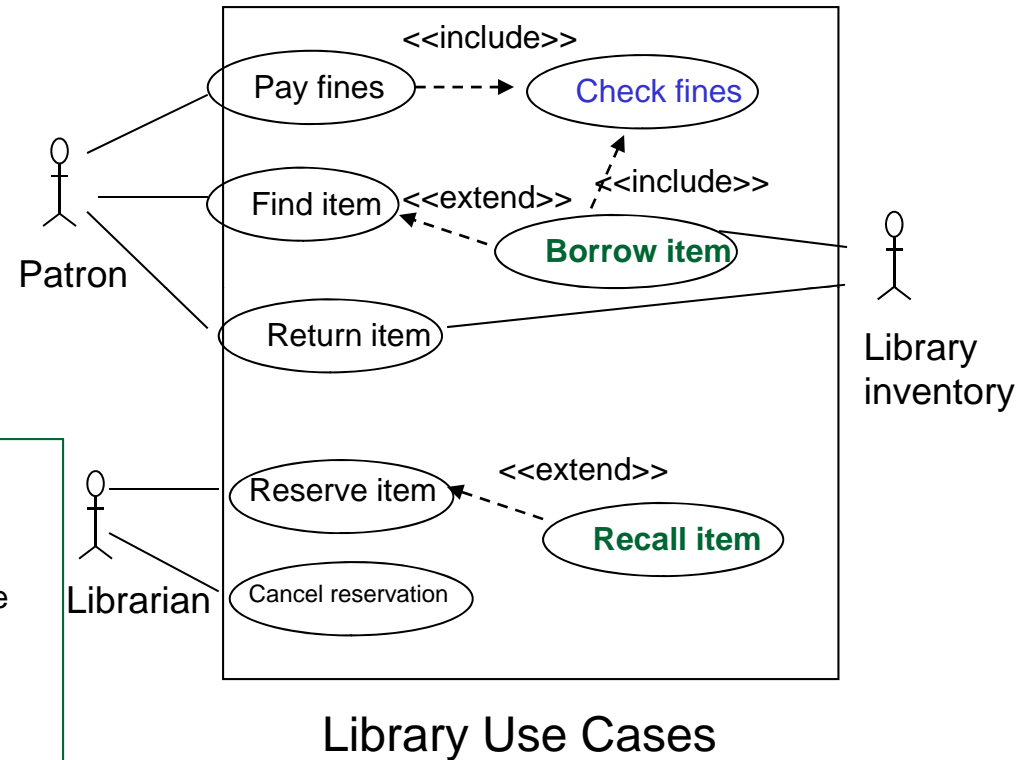 <<include>>
Pay fines
Check fines
<<include>>
Find item
<<extend>>
Borrow item
Patron
Return item
Library
inventory
<<extend>>
Reserve item
Recall item
Librarian
Cancel reservation
e
Library Use Cases